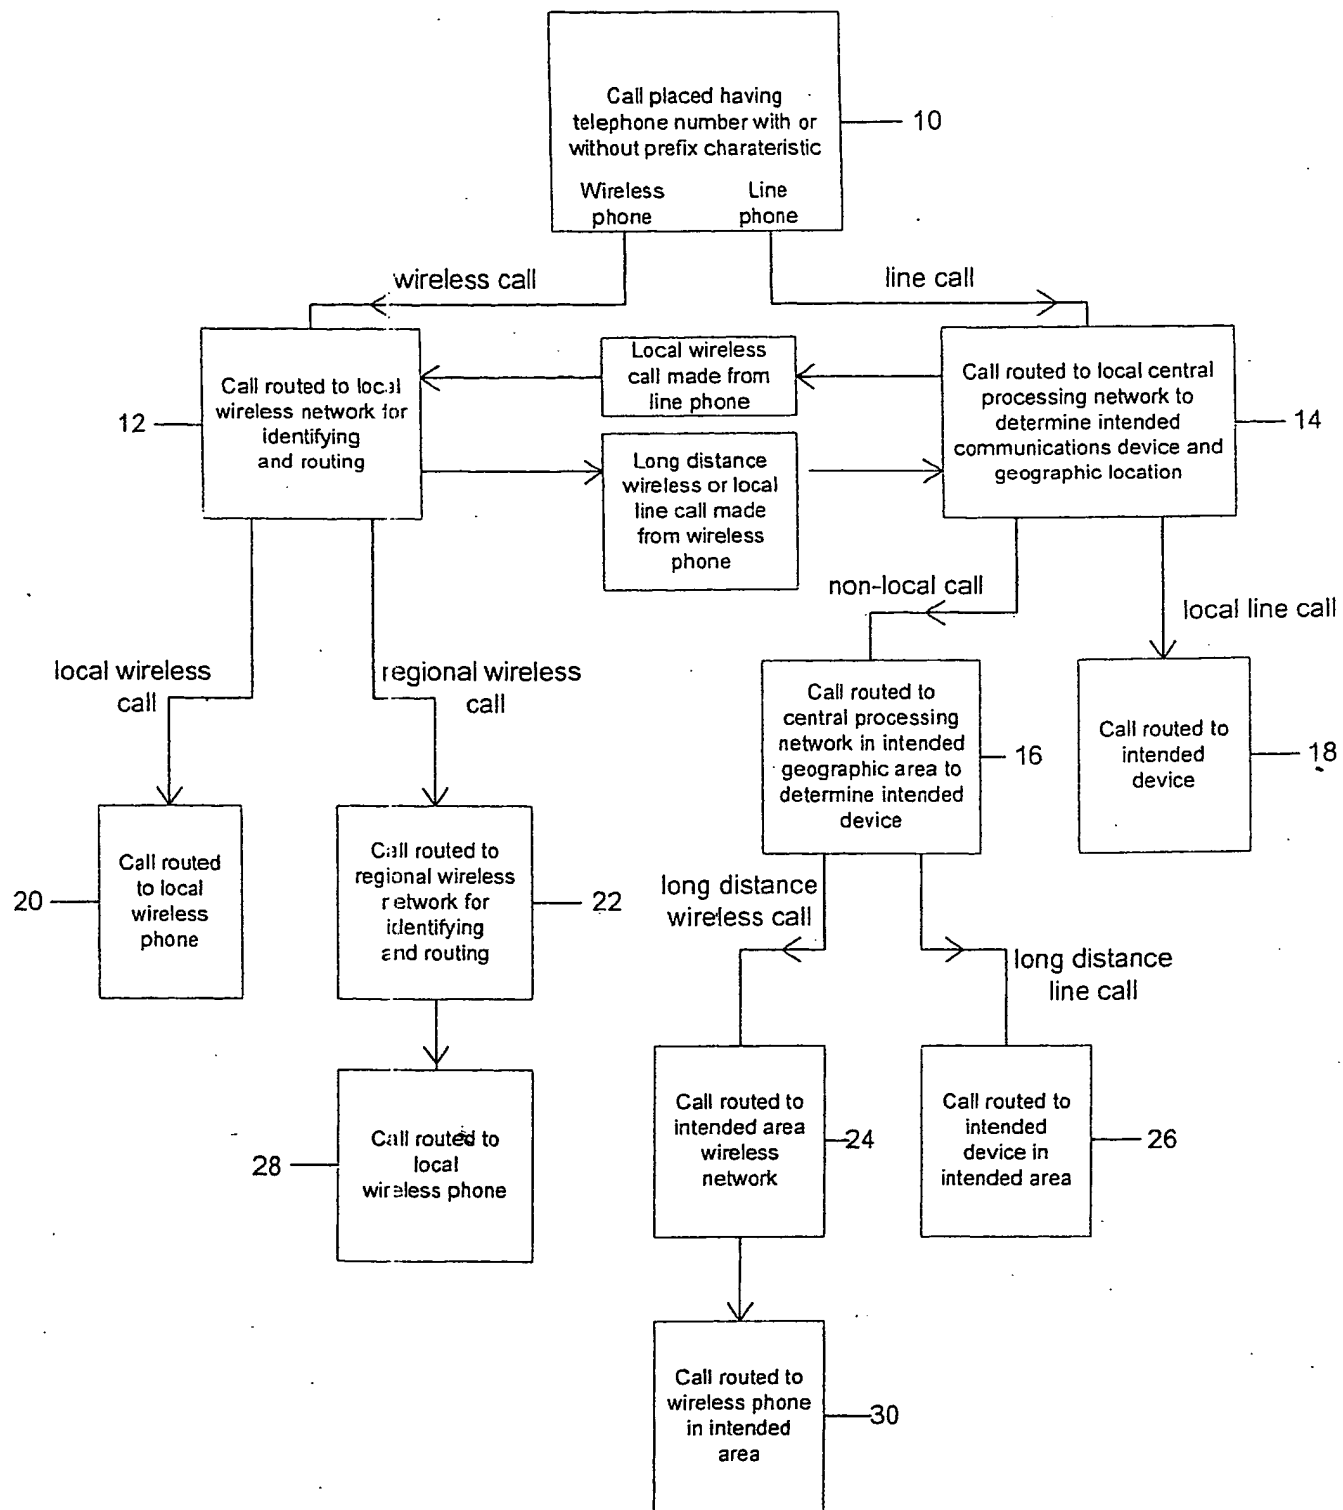 Call placed having
telephone number with or
without prefix charateristic
10
Wireless
phone
Line
phone
wireless call
line call
Call routed to local
wireless network for
identifying
and routing
12
Local wireless
call made from
line phone
Long distance
wireless or local
line call made
from wireless
phone
Call routed to local central
processing network to
determine intended
communications device and
geographic location
14
non-local call
local line call
local wireless
call
regional wireless
call
Call routed to
central processing
network in intended
geographic area to
determine intended
device
16
Call routed to
intended
device
18
Call routed
to local
wireless
phone
20
Call routed to
regional wireless
network for
identifying
and routing
22
long distance
wireless call
long distance
line call
Call routed to
local
wireless phone
28
Call routed to
intended area
wireless
network
24
Call routed to
intended
device in
intended area
26
Call routed to
wireless phone
in intended
area
30